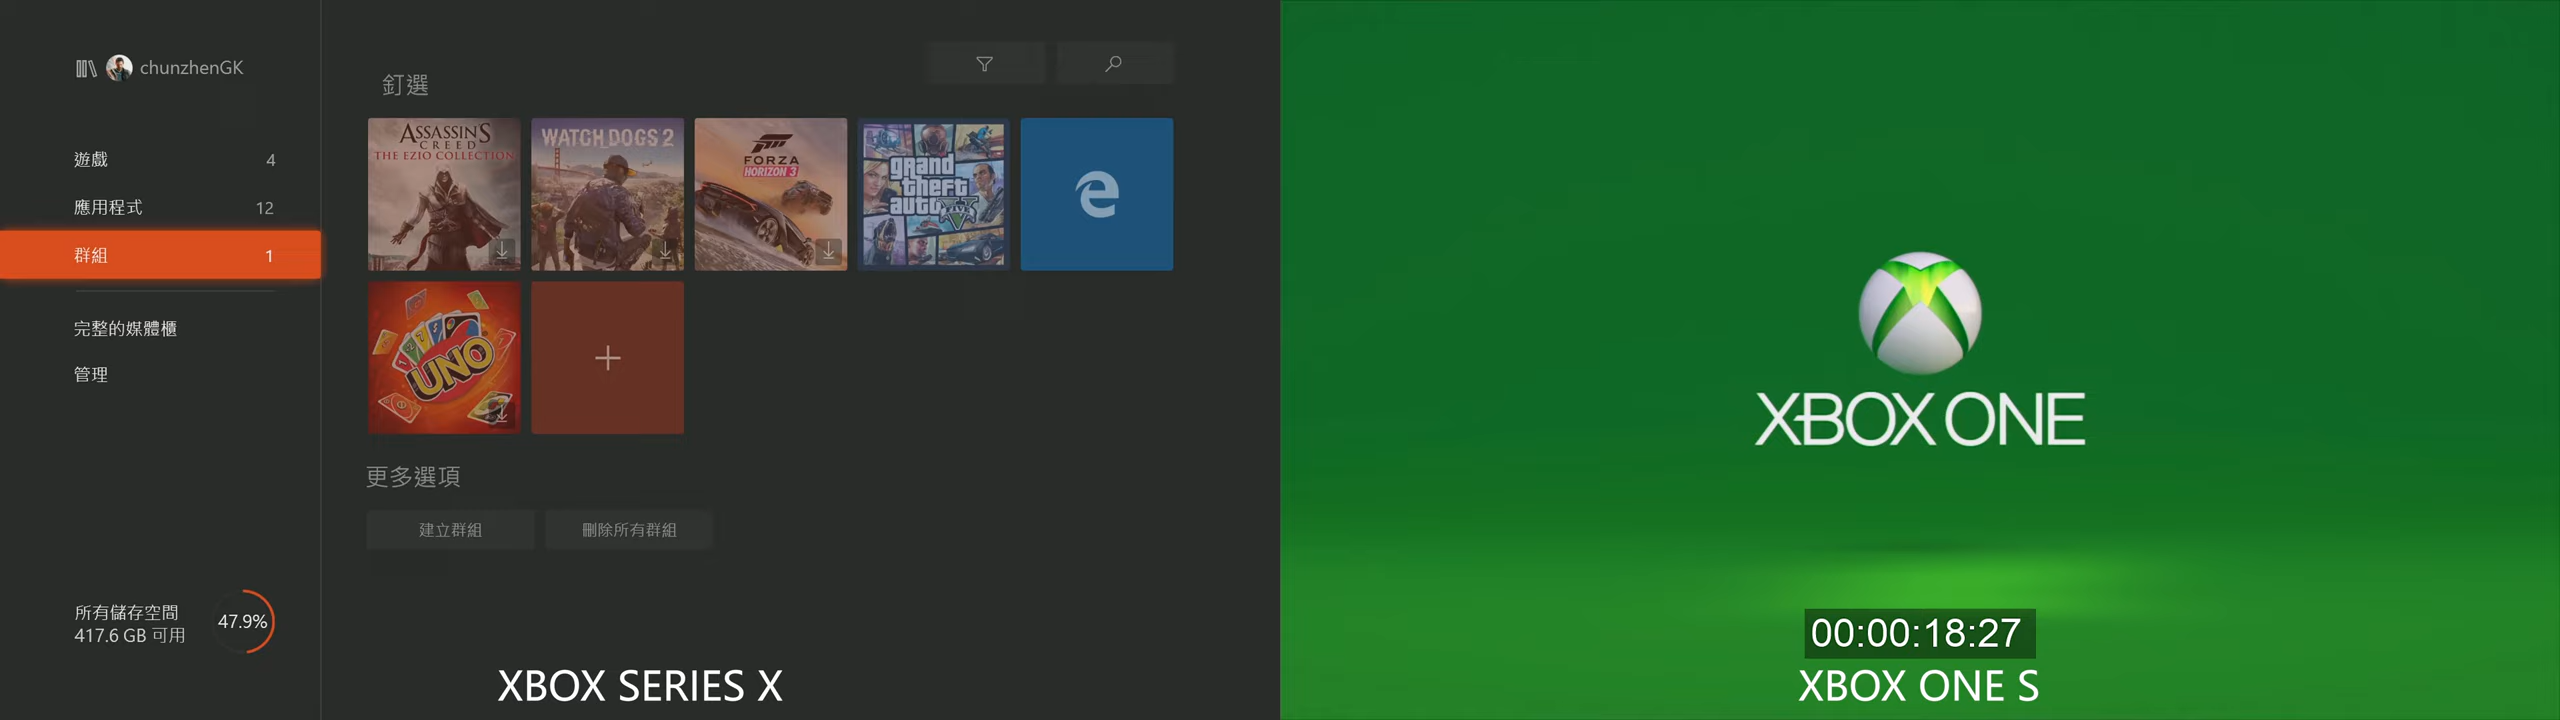 chunzhenGK
遊戲 4
應用程式 12
群組 1
完整的媒體櫃
管理
所有儲存空間
417.6 GB 可用
47.9%
釘選
ASSASSIN'S
CREED
THE EZIO COLLECTION
WATCH DOGS 2
FORZA
HORIZON 3
grand
theft
auto
V
FIVE
UNO
更多選項
建立群組
刪除所有群組
XBOX SERIES X
XBOX ONE
00:00:18:27
XBOX ONE S